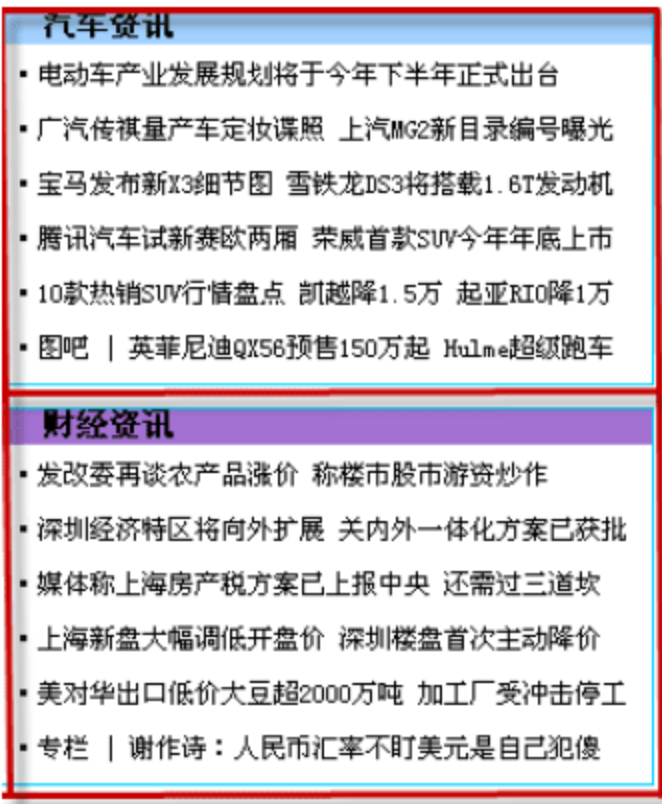 汽车资讯
▪ 电动车产业发展规划将于今年下半年正式出台
▪ 广汽传祺量产车定妆谍照 上汽MG2新目录编号曝光
▪ 宝马发布新X3细节图 雪铁龙DS3将搭载1.6T发动机
▪ 腾讯汽车试新赛欧两厢 荣威首款SUV今年年底上市
▪ 10款热销SUV行情盘点 凯越降1.5万 起亚RIO降1万
▪ 图吧 | 英菲尼迪QX56预售150万起 Hulme超级跑车
财经资讯
▪ 发改委再谈农产品涨价 称楼市股市游资炒作
▪ 深圳经济特区将向外扩展 关内外一体化方案已获批
▪ 媒体称上海房产税方案已上报中央 还需过三道坎
▪ 上海新盘大幅调低开盘价 深圳楼盘首次主动降价
▪ 美对华出口低价大豆超2000万吨 加工厂受冲击停工
▪ 专栏 | 谢作诗：人民币汇率不盯美元是自己犯傻